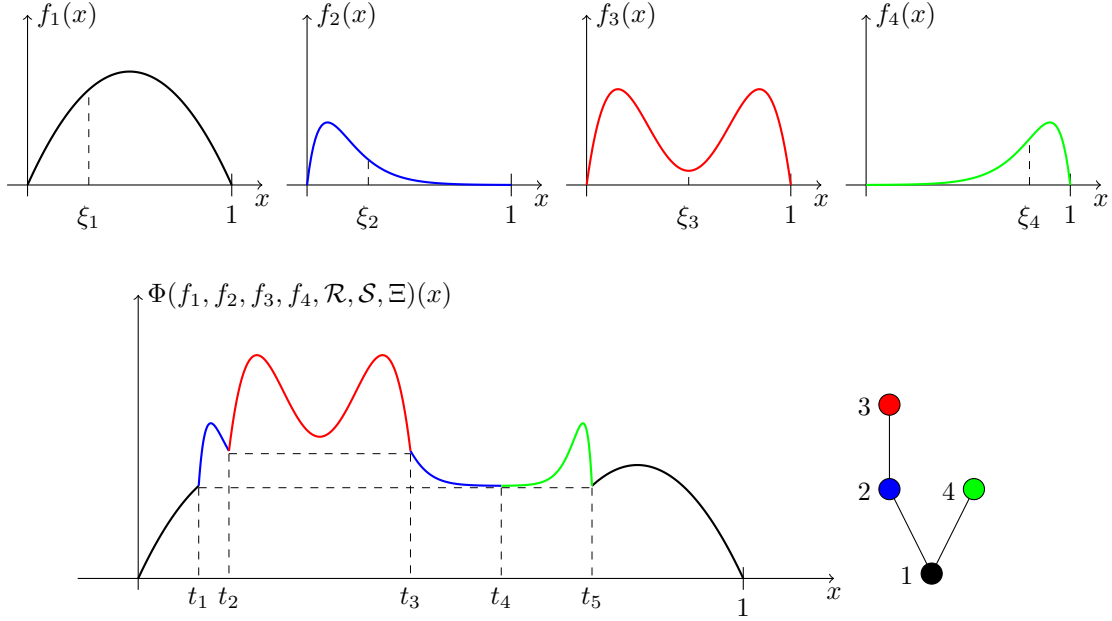 f₁(x) f₂(x) f₃(x) f₄(x)
x x x x
ξ₁ 1 ξ₂ 1 ξ₃ 1 ξ₄ 1
Φ(f₁, f₂, f₃, f₄, ℛ, 𝒮, Ξ)(x)
3
2 4
1
t₁ t₂ t₃ t₄ t₅ 1 x